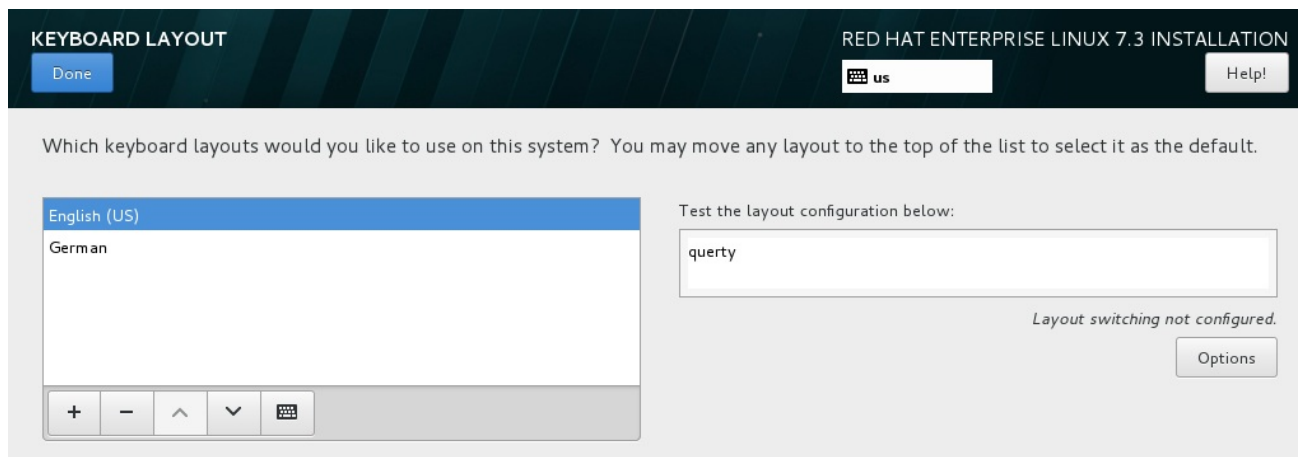 KEYBOARD LAYOUT
RED HAT ENTERPRISE LINUX 7.3 INSTALLATION
Done
us
Help!
Which keyboard layouts would you like to use on this system? You may move any layout to the top of the list to select it as the default.
English (US)
German
Test the layout configuration below:
querty
Layout switching not configured.
Options